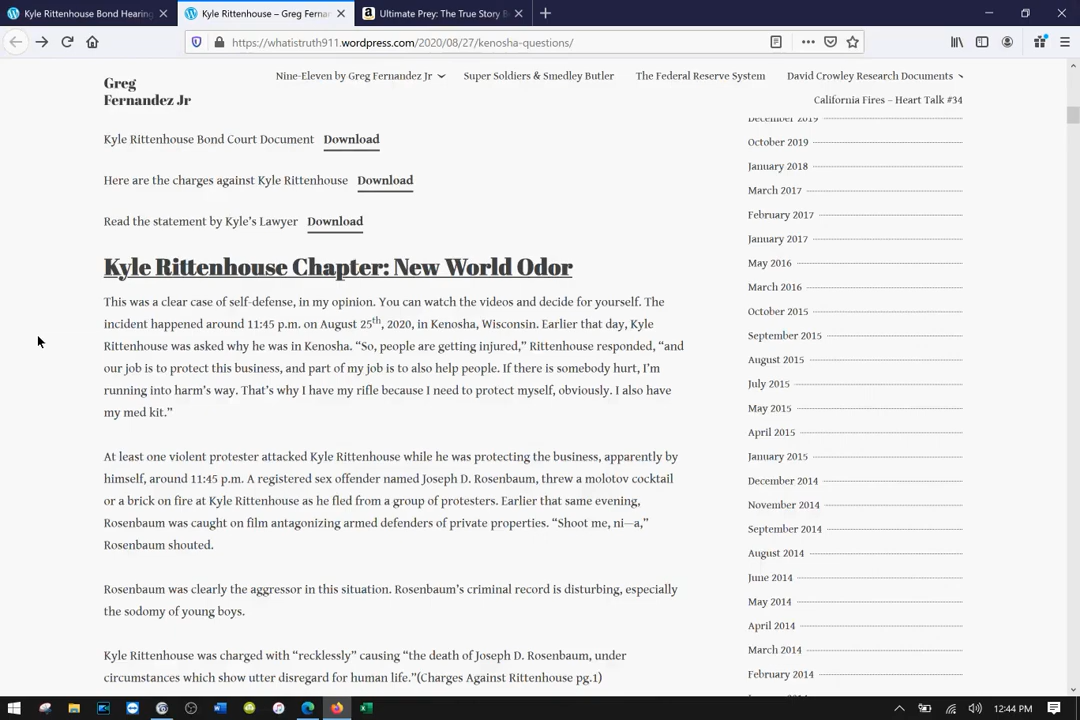 Kyle Rittenhouse Bond Hearing
Kyle Rittenhouse – Greg Fernan
Ultimate Prey: The True Story B
https://whatistruth911.wordpress.com/2020/08/27/kenosha-questions/
Greg
Fernandez Jr
Nine-Eleven by Greg Fernandez Jr
Super Soldiers & Smedley Butler
The Federal Reserve System
David Crowley Research Documents
California Fires – Heart Talk #34
Kyle Rittenhouse Bond Court Document Download
Here are the charges against Kyle Rittenhouse Download
Read the statement by Kyle's Lawyer Download
Kyle Rittenhouse Chapter: New World Odor
This was a clear case of self-defense, in my opinion. You can watch the videos and decide for yourself. The
incident happened around 11:45 p.m. on August 25th, 2020, in Kenosha, Wisconsin. Earlier that day, Kyle
Rittenhouse was asked why he was in Kenosha. “So, people are getting injured,” Rittenhouse responded, “and
our job is to protect this business, and part of my job is to also help people. If there is somebody hurt, I’m
running into harm’s way. That’s why I have my rifle because I need to protect myself, obviously. I also have
my med kit.”
At least one violent protester attacked Kyle Rittenhouse while he was protecting the business, apparently by
himself, around 11:45 p.m. A registered sex offender named Joseph D. Rosenbaum, threw a molotov cocktail
or a brick on fire at Kyle Rittenhouse as he fled from a group of protesters. Earlier that same evening,
Rosenbaum was caught on film antagonizing armed defenders of private properties. “Shoot me, ni—a,”
Rosenbaum shouted.
Rosenbaum was clearly the aggressor in this situation. Rosenbaum’s criminal record is disturbing, especially
the sodomy of young boys.
Kyle Rittenhouse was charged with “recklessly” causing “the death of Joseph D. Rosenbaum, under
circumstances which show utter disregard for human life.”(Charges Against Rittenhouse pg.1)
December 2019
October 2019
January 2018
March 2017
February 2017
January 2017
May 2016
March 2016
October 2015
September 2015
August 2015
July 2015
May 2015
April 2015
January 2015
December 2014
November 2014
September 2014
August 2014
June 2014
May 2014
April 2014
March 2014
February 2014
12:44 PM